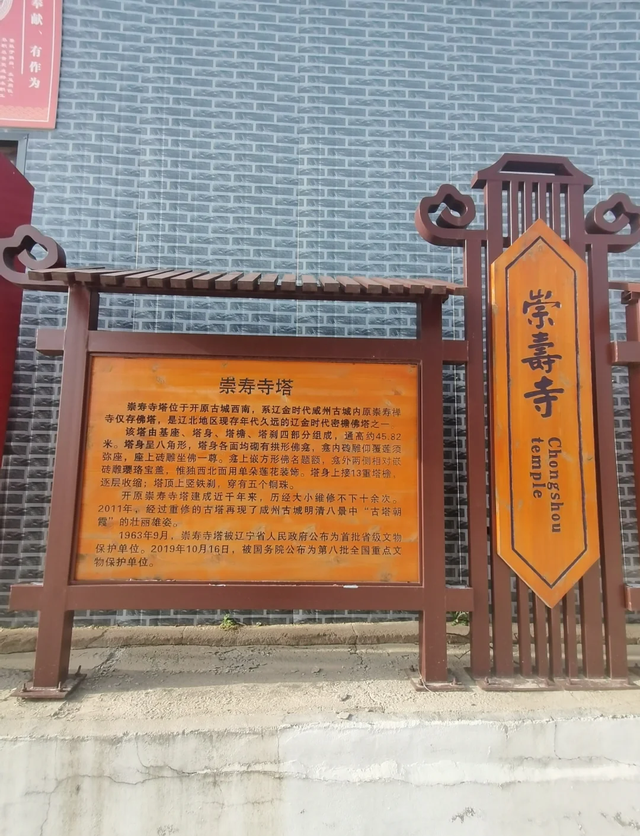 奉献、有作为
崇寿寺塔
崇寿寺塔位于开原古城西南，系辽金时代咸州古城内原崇寿禅
寺仅存佛塔，是辽北地区现存年代久远的辽金时代密檐佛塔之一。
该塔由基座、塔身、塔檐、塔刹四部分组成，通高约45.82
米。塔身呈八角形，塔身各面均砌有拱形佛龛，龛内砖雕仰覆莲须
弥座，座上砖雕坐佛一尊。龛上嵌方形佛名题额，龛外两侧相对嵌
砖雕璎珞宝盖，惟独西北面用单朵莲花装饰。塔身上接13重塔檐，
逐层收缩；塔顶上竖铁刹，穿有五个铜珠。
开原崇寿寺塔建成近千年来，历经大小维修不下十余次。
2011年，经过重修的古塔再现了咸州古城明清八景中“古塔朝
霞”的壮丽雄姿。
1963年9月，崇寿寺塔被辽宁省人民政府公布为首批省级文物
保护单位。2019年10月16日，被国务院公布为第八批全国重点文
物保护单位。
崇壽寺
Chongshou
temple